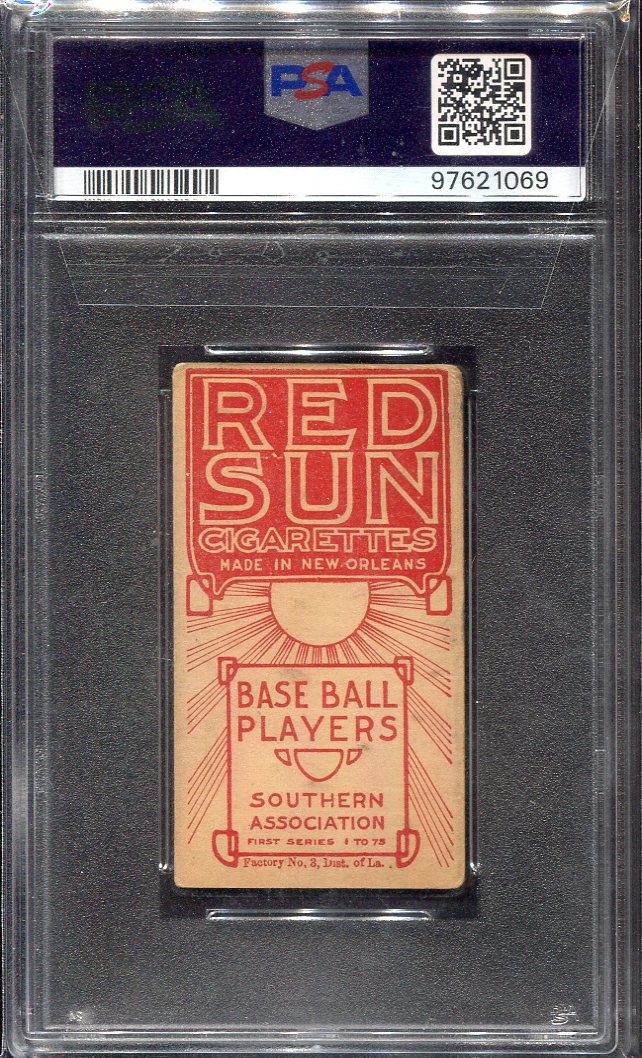 PSA
97621069
RED
SUN
CIGARETTES
MADE IN NEW-ORLEANS
BASE BALL
PLAYERS
SOUTHERN
ASSOCIATION
FIRST SERIES 1 TO 75
Factory No, 3, Dist. of La.